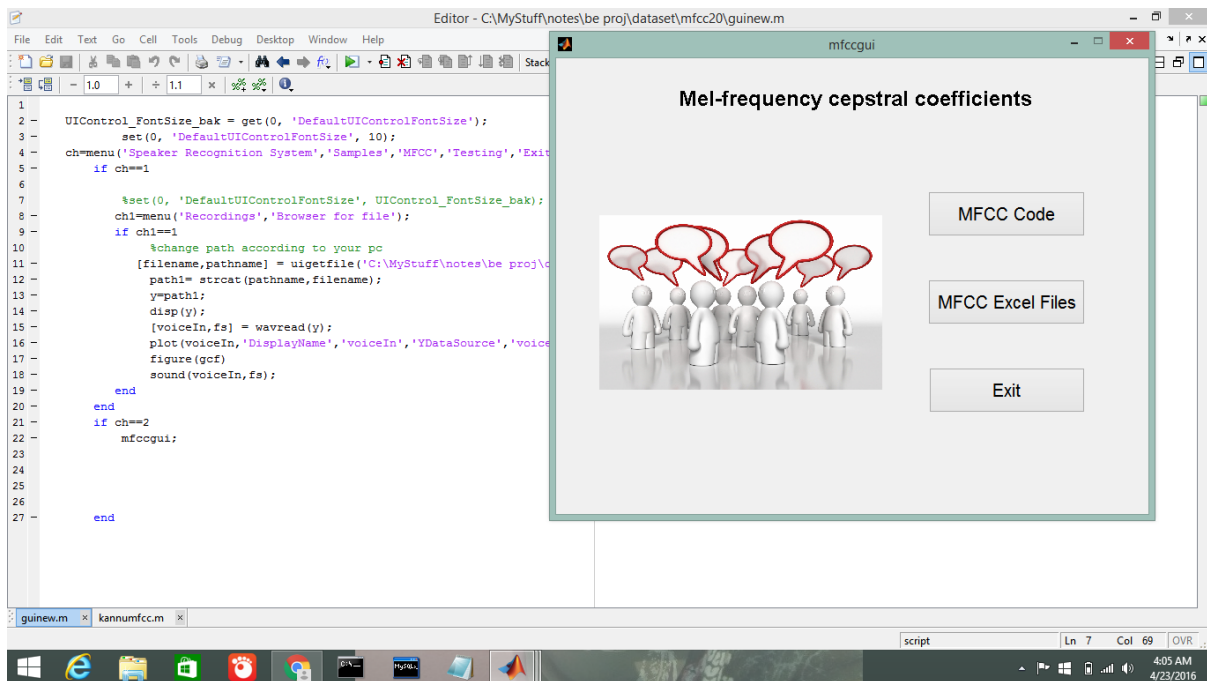 Editor - C:\MyStuff\notes\be proj\dataset\mfcc20\guinew.m
File Edit Text Go Cell Tools Debug Desktop Window Help
Stack
1.0
1.1
1
2 UIControl_FontSize_bak = get(0, 'DefaultUIControlFontSize');
3 set(0, 'DefaultUIControlFontSize', 10);
4 ch=menu('Speaker Recognition System','Samples','MFCC','Testing','Exit
5 if ch==1
6
7 %set(0, 'DefaultUIControlFontSize', UIControl_FontSize_bak);
8 ch1=menu('Recordings','Browser for file');
9 if ch1==1
10 %change path according to your pc
11 [filename,pathname] = uigetfile('C:\MyStuff\notes\be proj\
12 path1= strcat(pathname,filename);
13 y=path1;
14 disp(y);
15 [voiceIn,fs] = wavread(y);
16 plot(voiceIn,'DisplayName','voiceIn','YDataSource','voice
17 figure(gcf)
18 sound(voiceIn,fs);
19 end
20 end
21 if ch==2
22 mfccgui;
23
24
25
26
27 end
mfccgui
Mel-frequency cepstral coefficients
MFCC Code
MFCC Excel Files
Exit
guinew.m
kannumfcc.m
script
Ln 7 Col 69 OVR
C:\
MySQL
4:05 AM
4/23/2016